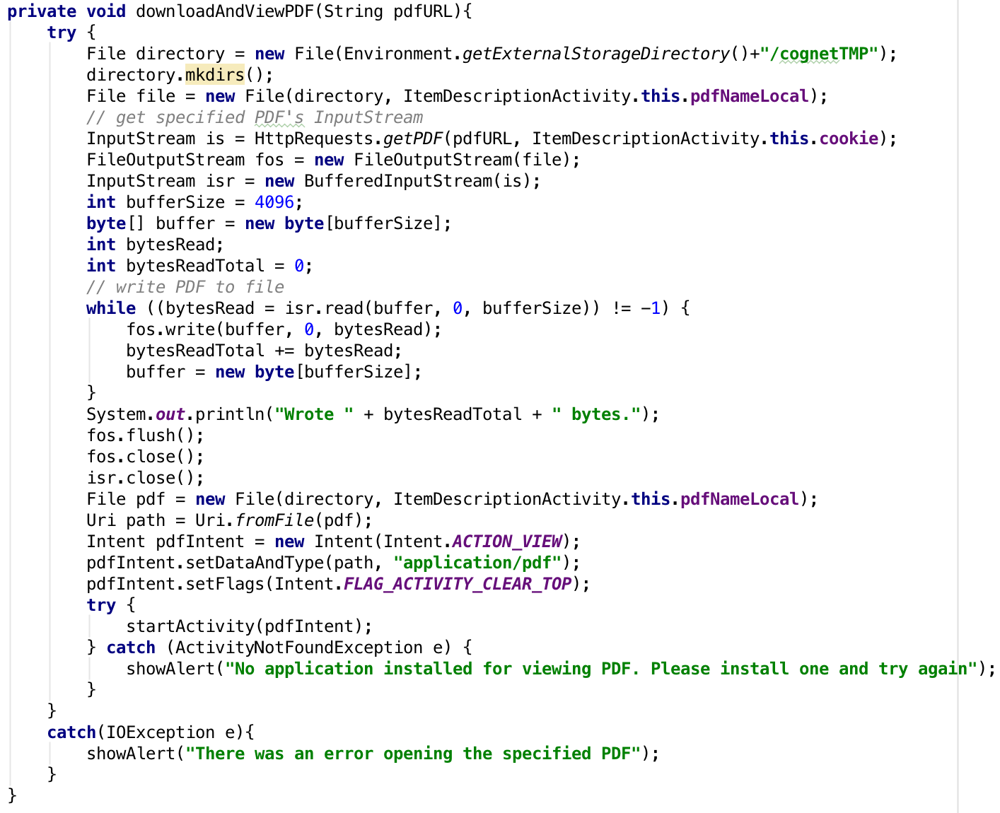 private void downloadAndViewPDF(String pdfURL){
    try {
        File directory = new File(Environment.getExternalStorageDirectory()+"/cognetTMP");
        directory.mkdirs();
        File file = new File(directory, ItemDescriptionActivity.this.pdfNameLocal);
        // get specified PDF's InputStream
        InputStream is = HttpRequests.getPDF(pdfURL, ItemDescriptionActivity.this.cookie);
        FileOutputStream fos = new FileOutputStream(file);
        InputStream isr = new BufferedInputStream(is);
        int bufferSize = 4096;
        byte[] buffer = new byte[bufferSize];
        int bytesRead;
        int bytesReadTotal = 0;
        // write PDF to file
        while ((bytesRead = isr.read(buffer, 0, bufferSize)) != -1) {
            fos.write(buffer, 0, bytesRead);
            bytesReadTotal += bytesRead;
            buffer = new byte[bufferSize];
        }
        System.out.println("Wrote " + bytesReadTotal + " bytes.");
        fos.flush();
        fos.close();
        isr.close();
        File pdf = new File(directory, ItemDescriptionActivity.this.pdfNameLocal);
        Uri path = Uri.fromFile(pdf);
        Intent pdfIntent = new Intent(Intent.ACTION_VIEW);
        pdfIntent.setDataAndType(path, "application/pdf");
        pdfIntent.setFlags(Intent.FLAG_ACTIVITY_CLEAR_TOP);
        try {
            startActivity(pdfIntent);
        } catch (ActivityNotFoundException e) {
            showAlert("No application installed for viewing PDF. Please install one and try again");
        }
    }
    catch(IOException e){
        showAlert("There was an error opening the specified PDF");
    }
}